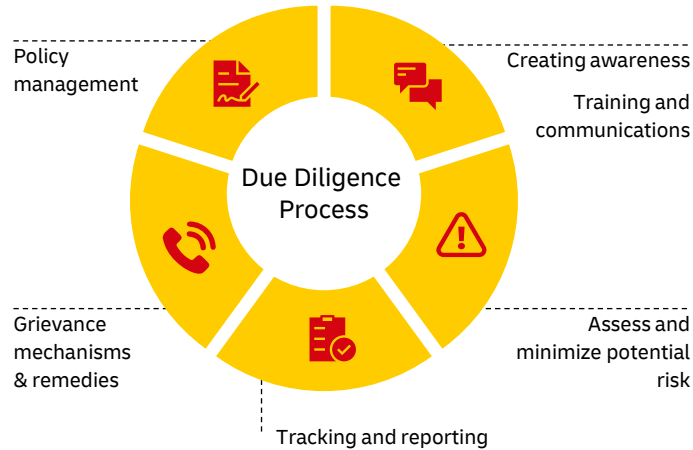 Policy
management
Creating awareness
Training and
communications
Due Diligence
Process
Grievance
mechanisms
& remedies
Assess and
minimize potential
risk
Tracking and reporting